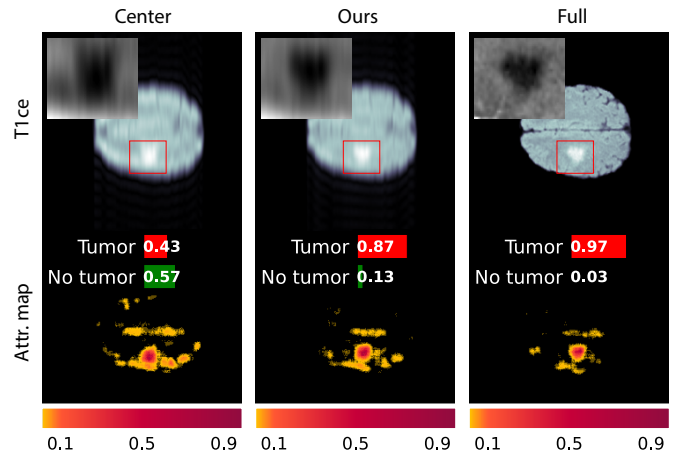 Center Ours Full
T1ce
Tumor 0.43 Tumor 0.87 Tumor 0.97
No tumor 0.57 No tumor 0.13 No tumor 0.03
Attr. map
0.1 0.5 0.9 0.1 0.5 0.9 0.1 0.5 0.9